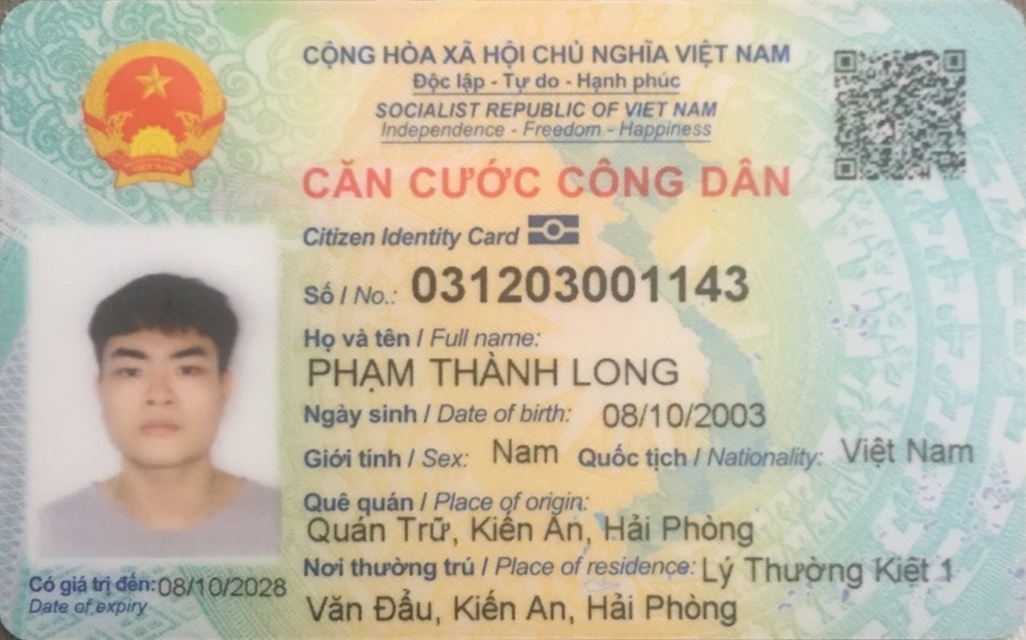 CỘNG HÒA XÃ HỘI CHỦ NGHĨA VIỆT NAM
Độc lập - Tự do - Hạnh phúc
SOCIALIST REPUBLIC OF VIET NAM
Independence - Freedom - Happiness
CĂN CƯỚC CÔNG DÂN
Citizen Identity Card
Số / No.: 031203001143
Họ và tên / Full name:
PHẠM THÀNH LONG
Ngày sinh / Date of birth: 08/10/2003
Giới tính / Sex: Nam Quốc tịch / Nationality: Việt Nam
Quê quán / Place of origin:
Quán Trữ, Kiến An, Hải Phòng
Nơi thường trú / Place of residence: Lý Thường Kiệt 1
Văn Đẩu, Kiến An, Hải Phòng
Có giá trị đến: 08/10/2028
Date of expiry